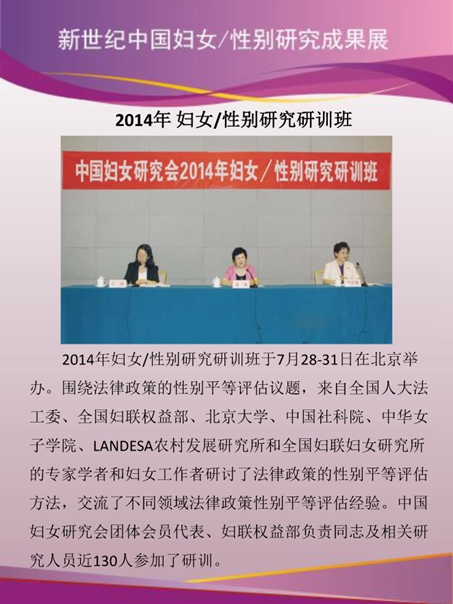 新世纪中国妇女/性别研究成果展
2014年 妇女/性别研究研训班
中国妇女研究会2014年妇女/性别研究研训班
2014年妇女/性别研究研训班于7月28-31日在北京举
办。围绕法律政策的性别平等评估议题，来自全国人大法
工委、全国妇联权益部、北京大学、中国社科院、中华女
子学院、LANDESA农村发展研究所和全国妇联妇女研究所
的专家学者和妇女工作者研讨了法律政策的性别平等评估
方法，交流了不同领域法律政策性别平等评估经验。中国
妇女研究会团体会员代表、妇联权益部负责同志及相关研
究人员近130人参加了研训。